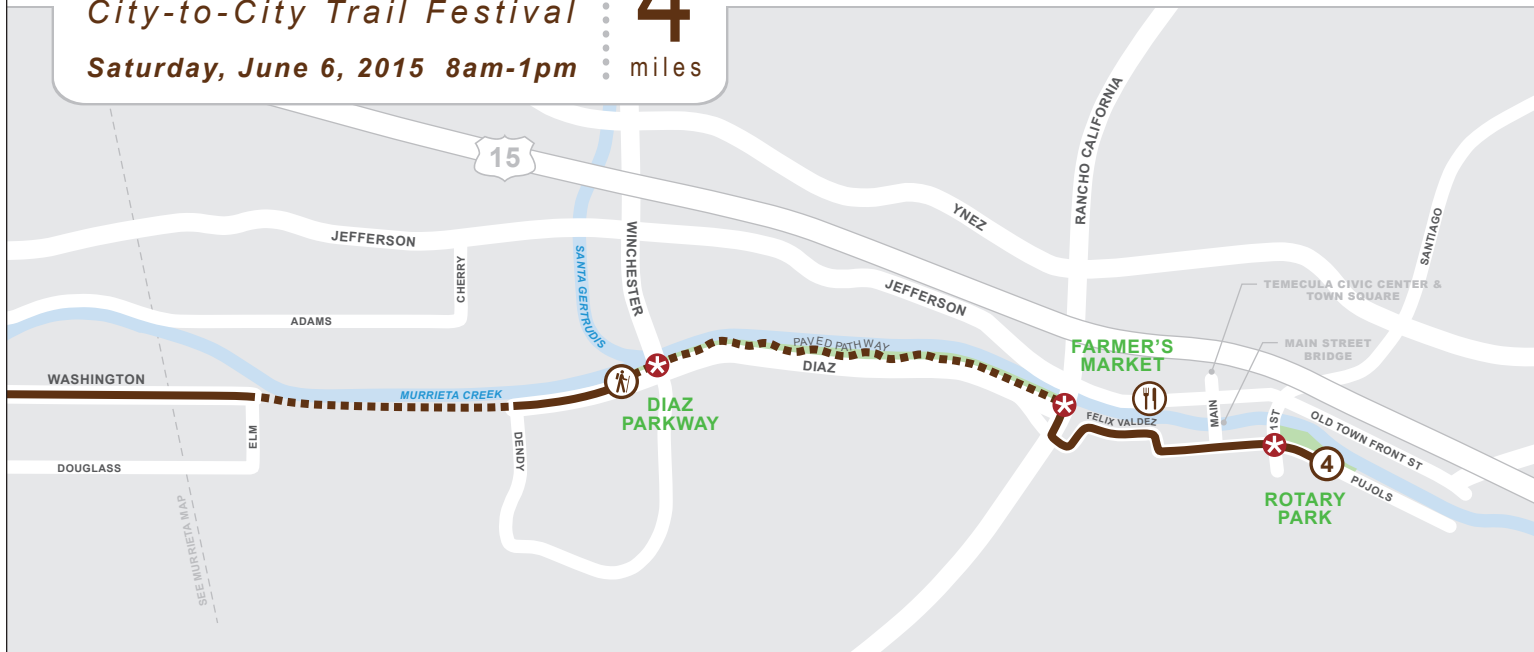 City-to-City Trail Festival
4
Saturday, June 6, 2015 8am-1pm
miles
15
RANCHO CALIFORNIA
YNEZ
SANTIAGO
JEFFERSON
WINCHESTER
CHERRY
SANTA GERTRUDIS
JEFFERSON
TEMECULA CIVIC CENTER &
TOWN SQUARE
ADAMS
PAVED PATHWAY
FARMER'S
MARKET
MAIN STREET
BRIDGE
DIAZ
WASHINGTON
MURRIETA CREEK
DIAZ
PARKWAY
FELIX VALDEZ
MAIN
1ST
OLD TOWN FRONT ST
ELM
DENDY
DOUGLASS
4
PUJOLS
ROTARY
PARK
SEE MURRIETA MAP